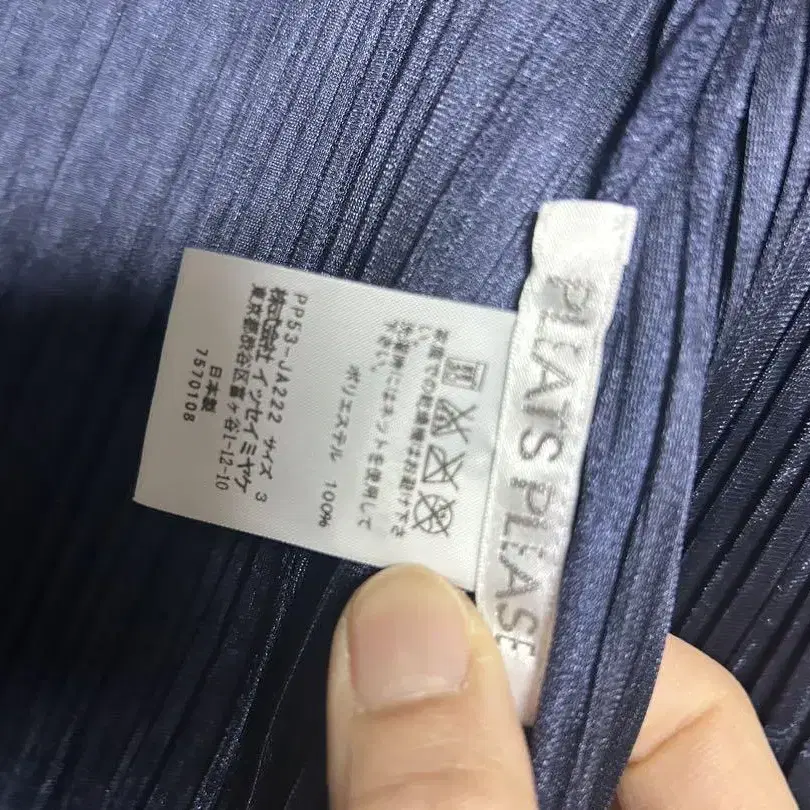 PLEATS PLEASE
家庭での乾燥機はお避け下さい。
お洗濯にはネットを使用して
下さい。
ポリエステル 100%
PP53-JA222 サイズ 3
株式会社 イッセイミヤケ
東京都渋谷区富ヶ谷1-12-10
日本製
7570108